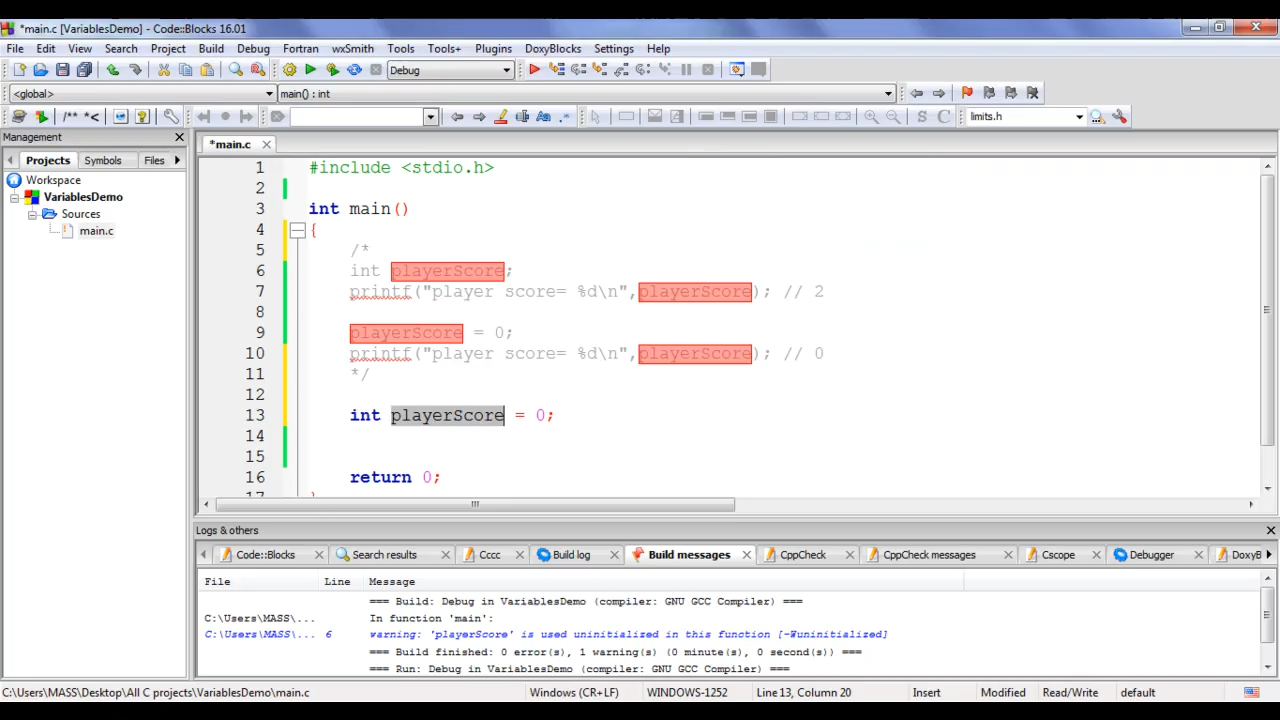 *main.c [VariablesDemo] - Code::Blocks 16.01
File Edit View Search Project Build Debug Fortran wxSmith Tools Tools+ Plugins DoxyBlocks Settings Help
Debug
<global> main() : int
/** *< Aa .* S C limits.h
Management
Projects Symbols Files
Workspace
VariablesDemo
Sources
main.c
*main.c
1 #include <stdio.h>
2
3 int main()
4 {
5 /*
6 int playerScore;
7 printf("player score= %d\n",playerScore); // 2
8
9 playerScore = 0;
10 printf("player score= %d\n",playerScore); // 0
11 */
12
13 int playerScore = 0;
14
15
16 return 0;
17 }
Logs & others
Code::Blocks Search results Cccc Build log Build messages CppCheck CppCheck messages Cscope Debugger DoxyB
File Line Message
=== Build: Debug in VariablesDemo (compiler: GNU GCC Compiler) ===
C:\Users\MASS... In function 'main':
C:\Users\MASS... 6 warning: 'playerScore' is used uninitialized in this function [-Wuninitialized]
=== Build finished: 0 error(s), 1 warning(s) (0 minute(s), 0 second(s)) ===
=== Run: Debug in VariablesDemo (compiler: GNU GCC Compiler) ===
C:\Users\MASS\Desktop\All C projects\VariablesDemo\main.c Windows (CR+LF) WINDOWS-1252 Line 13, Column 20 Insert Modified Read/Write default